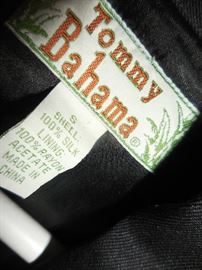 Tommy
Bahama®
S
SHELL:
100% SILK
LINING:
100% RAYON
ACETATE
MADE IN
CHINA